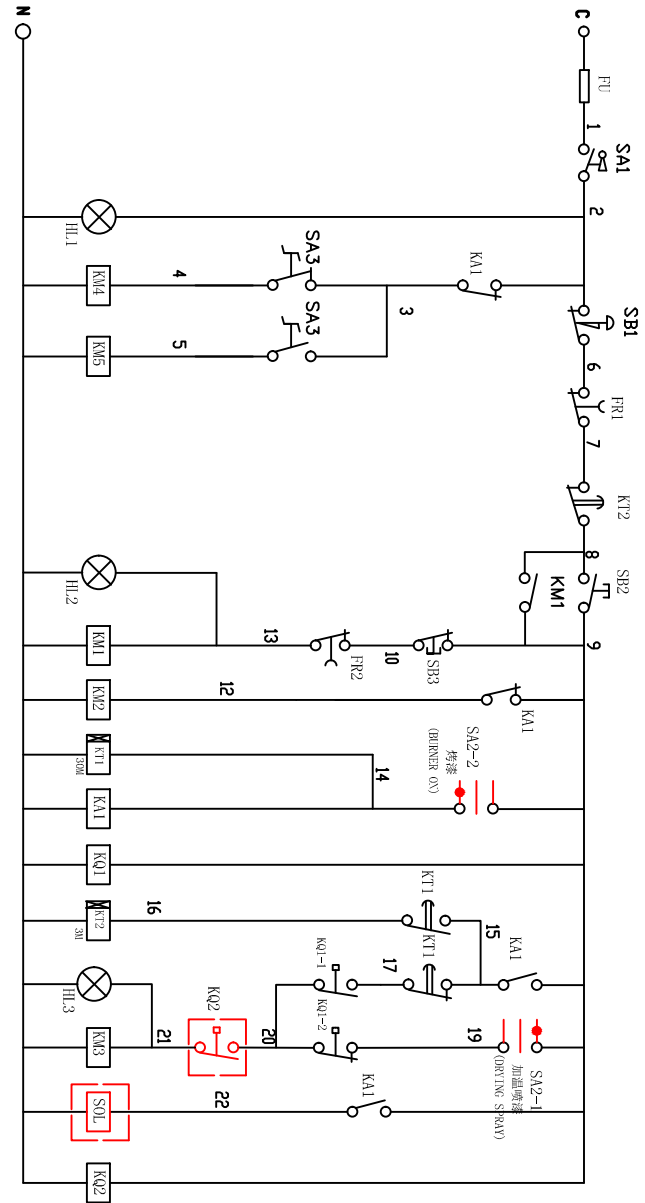 N
C
FU
1
SA1
2
HL1
SA3
KA1
4
KM4
3
SA3
SB1
5
KM5
6
FR1
7
KT2
8
SB2
HL2
KM1
9
13
KM1
FR2
10
SB3
12
KM2
KA1
KT1
30M
14
SA2-2
烤漆
(BURNER ON)
KA1
KQ1
KT1
16
KT2
3M
15
KT1
KA1
17
KQ1-1
HL3
KQ2
KQ1-2
21
20
19
KM3
SA2-1
加温喷漆
(DRYING SPRAY)
KA1
22
SOL
KQ2